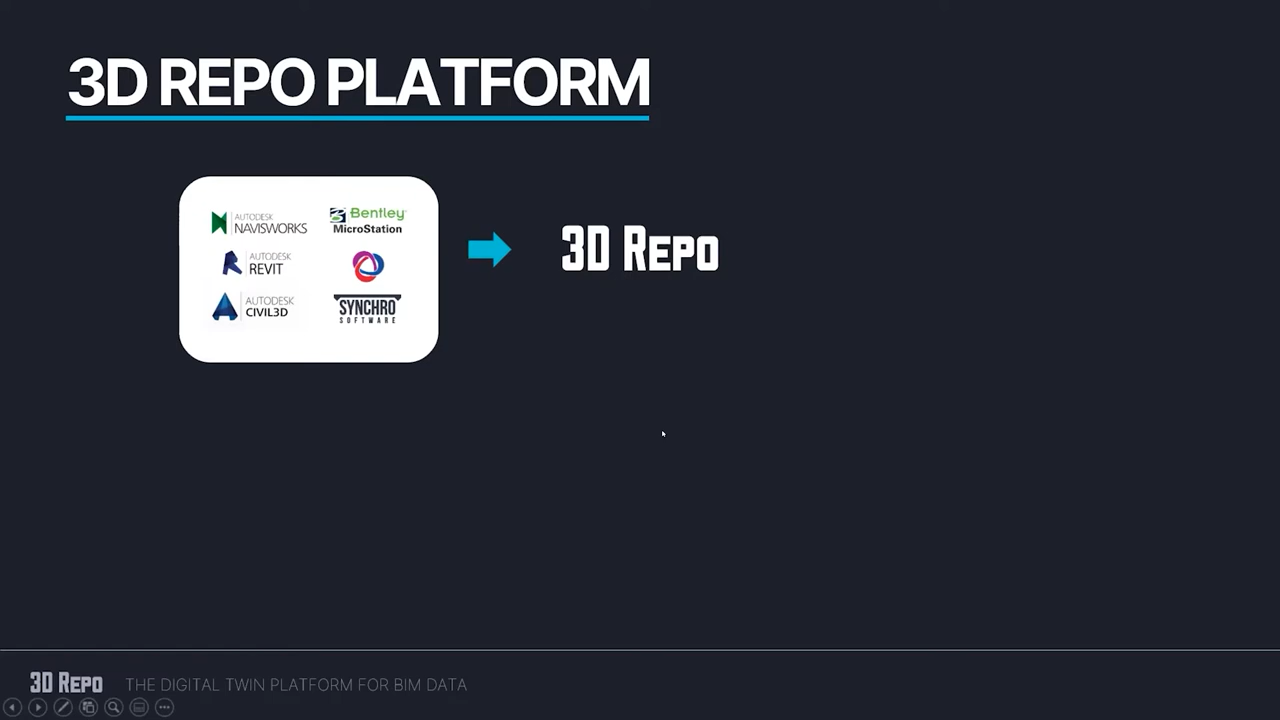 3D REPO PLATFORM
AUTODESK
NAVISWORKS
Bentley
MicroStation
AUTODESK
REVIT
AUTODESK
CIVIL3D
SYNCHRO
SOFTWARE
3D REPO
3D REPO
THE DIGITAL TWIN PLATFORM FOR BIM DATA